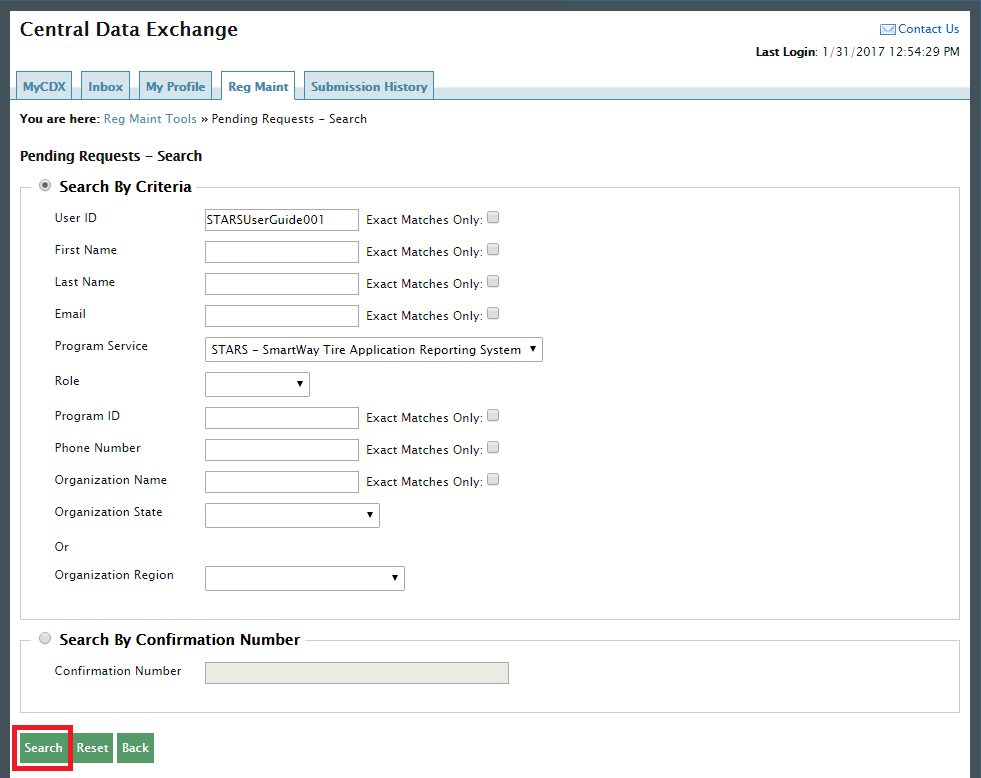 Central Data Exchange
Contact Us
Last Login: 1/31/2017 12:54:29 PM
MyCDX Inbox My Profile Reg Maint Submission History
You are here: Reg Maint Tools » Pending Requests – Search
Pending Requests – Search
Search By Criteria
User ID STARSUserGuide001 Exact Matches Only:
First Name Exact Matches Only:
Last Name Exact Matches Only:
Email Exact Matches Only:
Program Service STARS – SmartWay Tire Application Reporting System
Role
Program ID Exact Matches Only:
Phone Number Exact Matches Only:
Organization Name Exact Matches Only:
Organization State
Or
Organization Region
Search By Confirmation Number
Confirmation Number
Search Reset Back